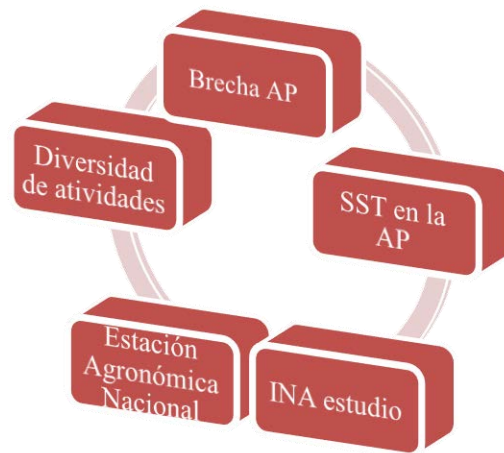 Brecha AP
SST en la
AP
INA estudio
Estación
Agronómica
Nacional
Diversidad
de atividades